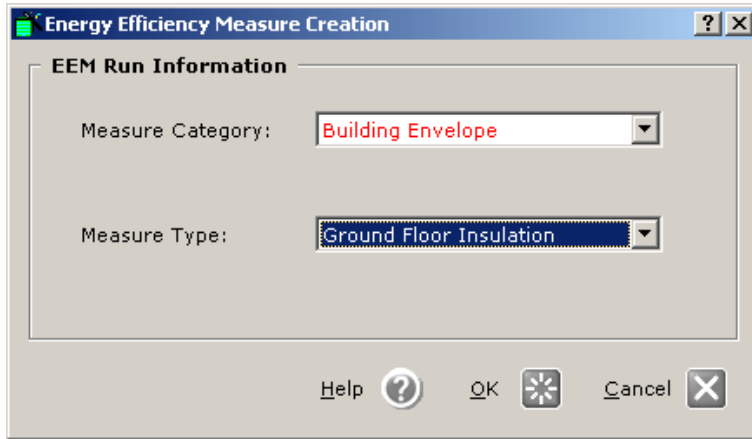 Energy Efficiency Measure Creation
EEM Run Information
Measure Category: Building Envelope
Measure Type: Ground Floor Insulation
Help OK Cancel